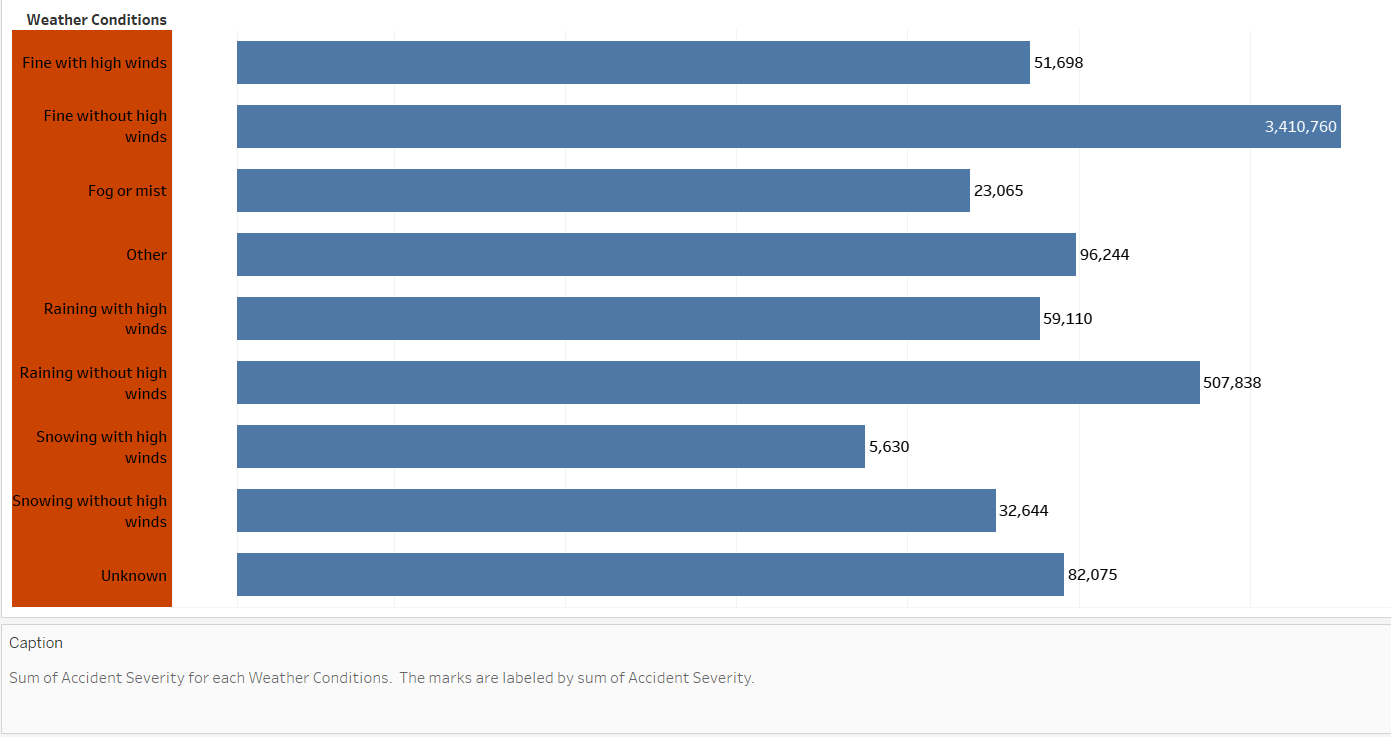 Weather Conditions
Fine with high winds
51,698
Fine without high
winds
3,410,760
Fog or mist
23,065
Other
96,244
Raining with high
winds
59,110
Raining without high
winds
507,838
Snowing with high
winds
5,630
Snowing without high
winds
32,644
Unknown
82,075
Caption
Sum of Accident Severity for each Weather Conditions.  The marks are labeled by sum of Accident Severity.